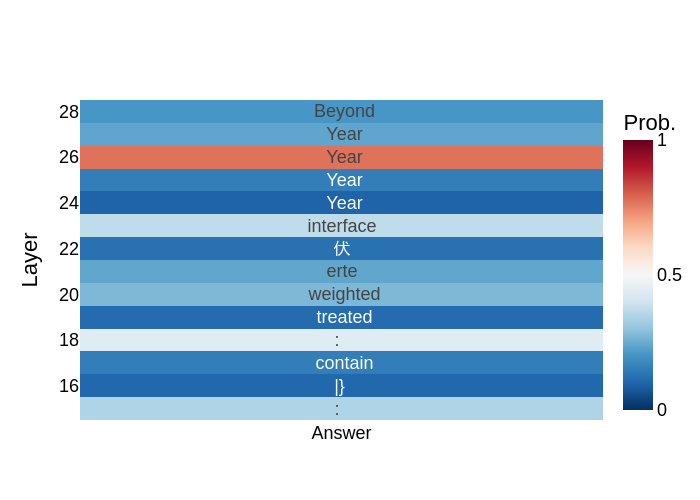 Prob.
1
28 Beyond
Year
26 Year
Year
24 Year
interface
22 伏
0.5
erte
20 weighted
treated
18 :
contain
16 |}
:
0
Layer
Answer